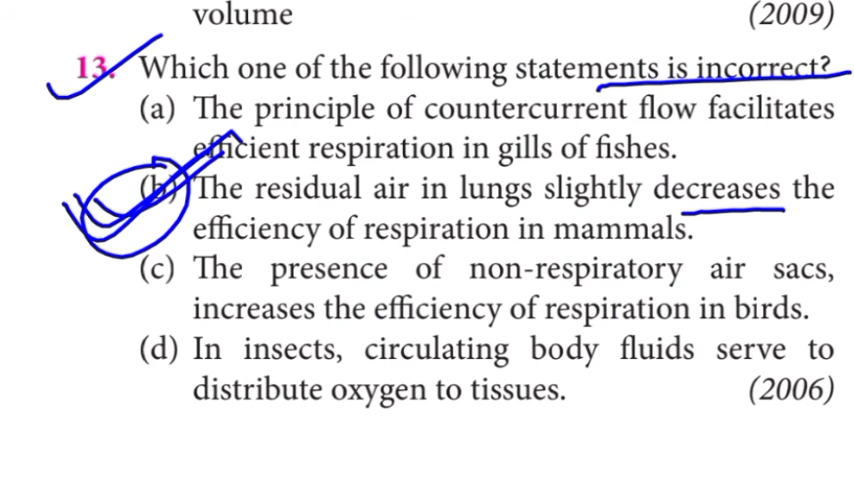 volume (2009)
13. Which one of the following statements is incorrect?
(a) The principle of countercurrent flow facilitates
efficient respiration in gills of fishes.
(b) The residual air in lungs slightly decreases the
efficiency of respiration in mammals.
(c) The presence of non-respiratory air sacs,
increases the efficiency of respiration in birds.
(d) In insects, circulating body fluids serve to
distribute oxygen to tissues. (2006)